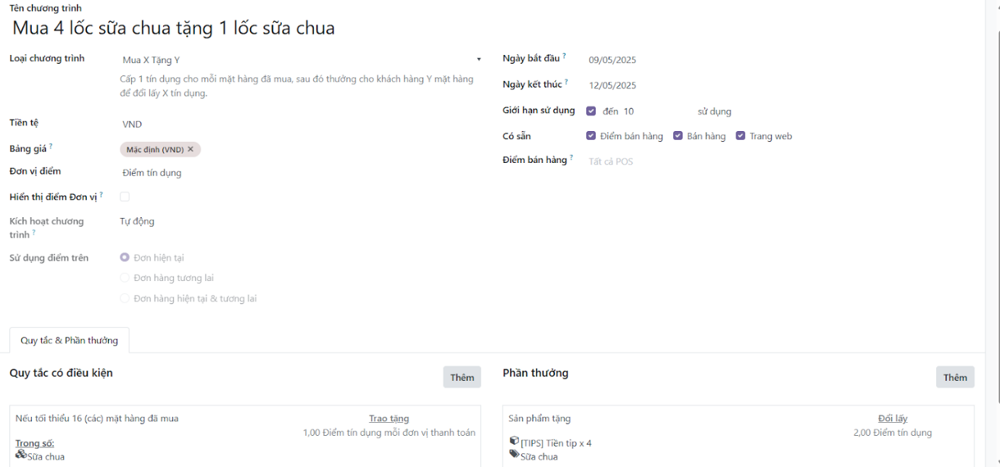 Tên chương trình
Mua 4 lốc sữa chua tặng 1 lốc sữa chua
Loại chương trình
Mua X Tặng Y
Cấp 1 tín dụng cho mỗi mặt hàng đã mua, sau đó thưởng cho khách hàng Y mặt hàng
để đổi lấy X tín dụng.
Tiền tệ
VND
Bảng giá ?
Mặc định (VND) ✕
Đơn vị điểm
Điểm tín dụng
Hiển thị điểm Đơn vị ?
Kích hoạt chương
trình ?
Tự động
Sử dụng điểm trên
Đơn hiện tại
Đơn hàng tương lai
Đơn hàng hiện tại & tương lai
Ngày bắt đầu ?
09/05/2025
Ngày kết thúc ?
12/05/2025
Giới hạn sử dụng
đến 10 sử dụng
Có sẵn
Điểm bán hàng Bán hàng Trang web
Điểm bán hàng ?
Tất cả POS
Quy tắc & Phần thưởng
Quy tắc có điều kiện
Thêm
Nếu tối thiểu 16 (các) mặt hàng đã mua
Trao tặng
1,00 Điểm tín dụng mỗi đơn vị thanh toán
Trong số:
Sữa chua
Phần thưởng
Thêm
Sản phẩm tặng
Đổi lấy
2,00 Điểm tín dụng
[TIPS] Tiền tip x 4
Sữa chua